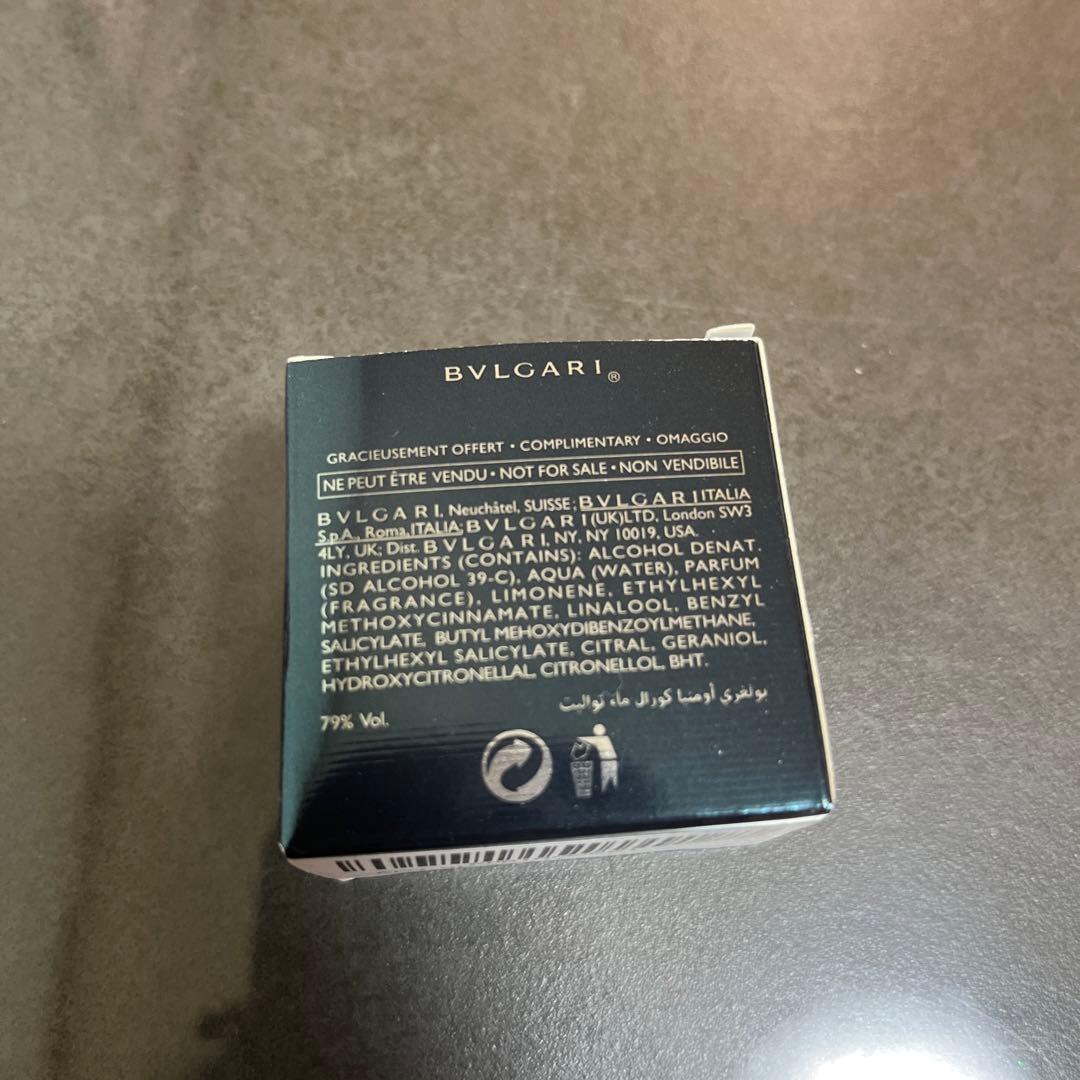 BVLGARI®
GRACIEUSEMENT OFFERT • COMPLIMENTARY • OMAGGIO
NE PEUT ÊTRE VENDU • NOT FOR SALE • NON VENDIBILE
BVLGARI, Neuchâtel, SUISSE; BVLGARI ITALIA
S.p.A., Roma, ITALIA; BVLGARI (UK) LTD, London SW3
4LY, UK; Dist. BVLGARI, NY, NY 10019, USA.
INGREDIENTS (CONTAINS): ALCOHOL DENAT.
(SD ALCOHOL 39-C), AQUA (WATER), PARFUM
(FRAGRANCE), LIMONENE, ETHYLHEXYL
METHOXYCINNAMATE, LINALOOL, BENZYL
SALICYLATE, BUTYL MEHOXYDIBENZOYLMETHANE,
ETHYLHEXYL SALICYLATE, CITRAL, GERANIOL,
HYDROXYCITRONELLAL, CITRONELLOL, BHT.
بولغري أومنيا كورال ماء تواليت
79% Vol.